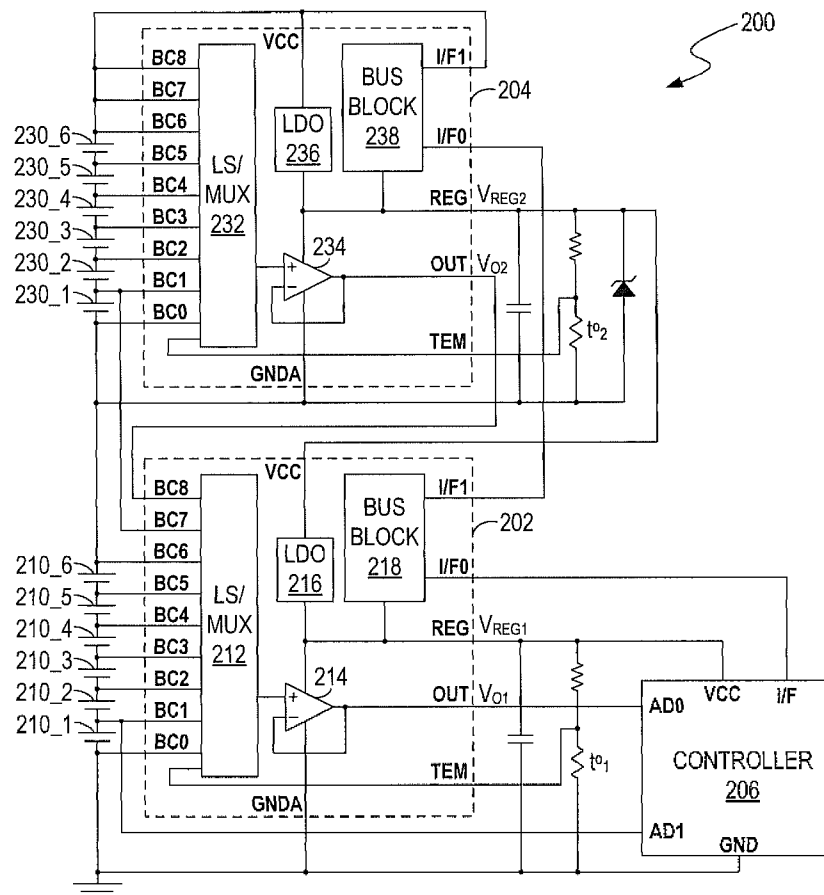 200
VCC
I/F1
204
BC8
BC7
BC6
BC5
BC4
BC3
BC2
BC1
BC0
230_6
230_5
230_4
230_3
230_2
230_1
LS/
MUX
232
LDO
236
BUS
BLOCK
238
I/F0
REG
VREG2
234
OUT
VO2
TEM
t°2
GNDA
VCC
I/F1
202
BC8
BC7
BC6
BC5
BC4
BC3
BC2
BC1
BC0
210_6
210_5
210_4
210_3
210_2
210_1
LS/
MUX
212
LDO
216
BUS
BLOCK
218
I/F0
REG
VREG1
214
OUT
VO1
TEM
t°1
GNDA
VCC
I/F
AD0
CONTROLLER
206
AD1
GND